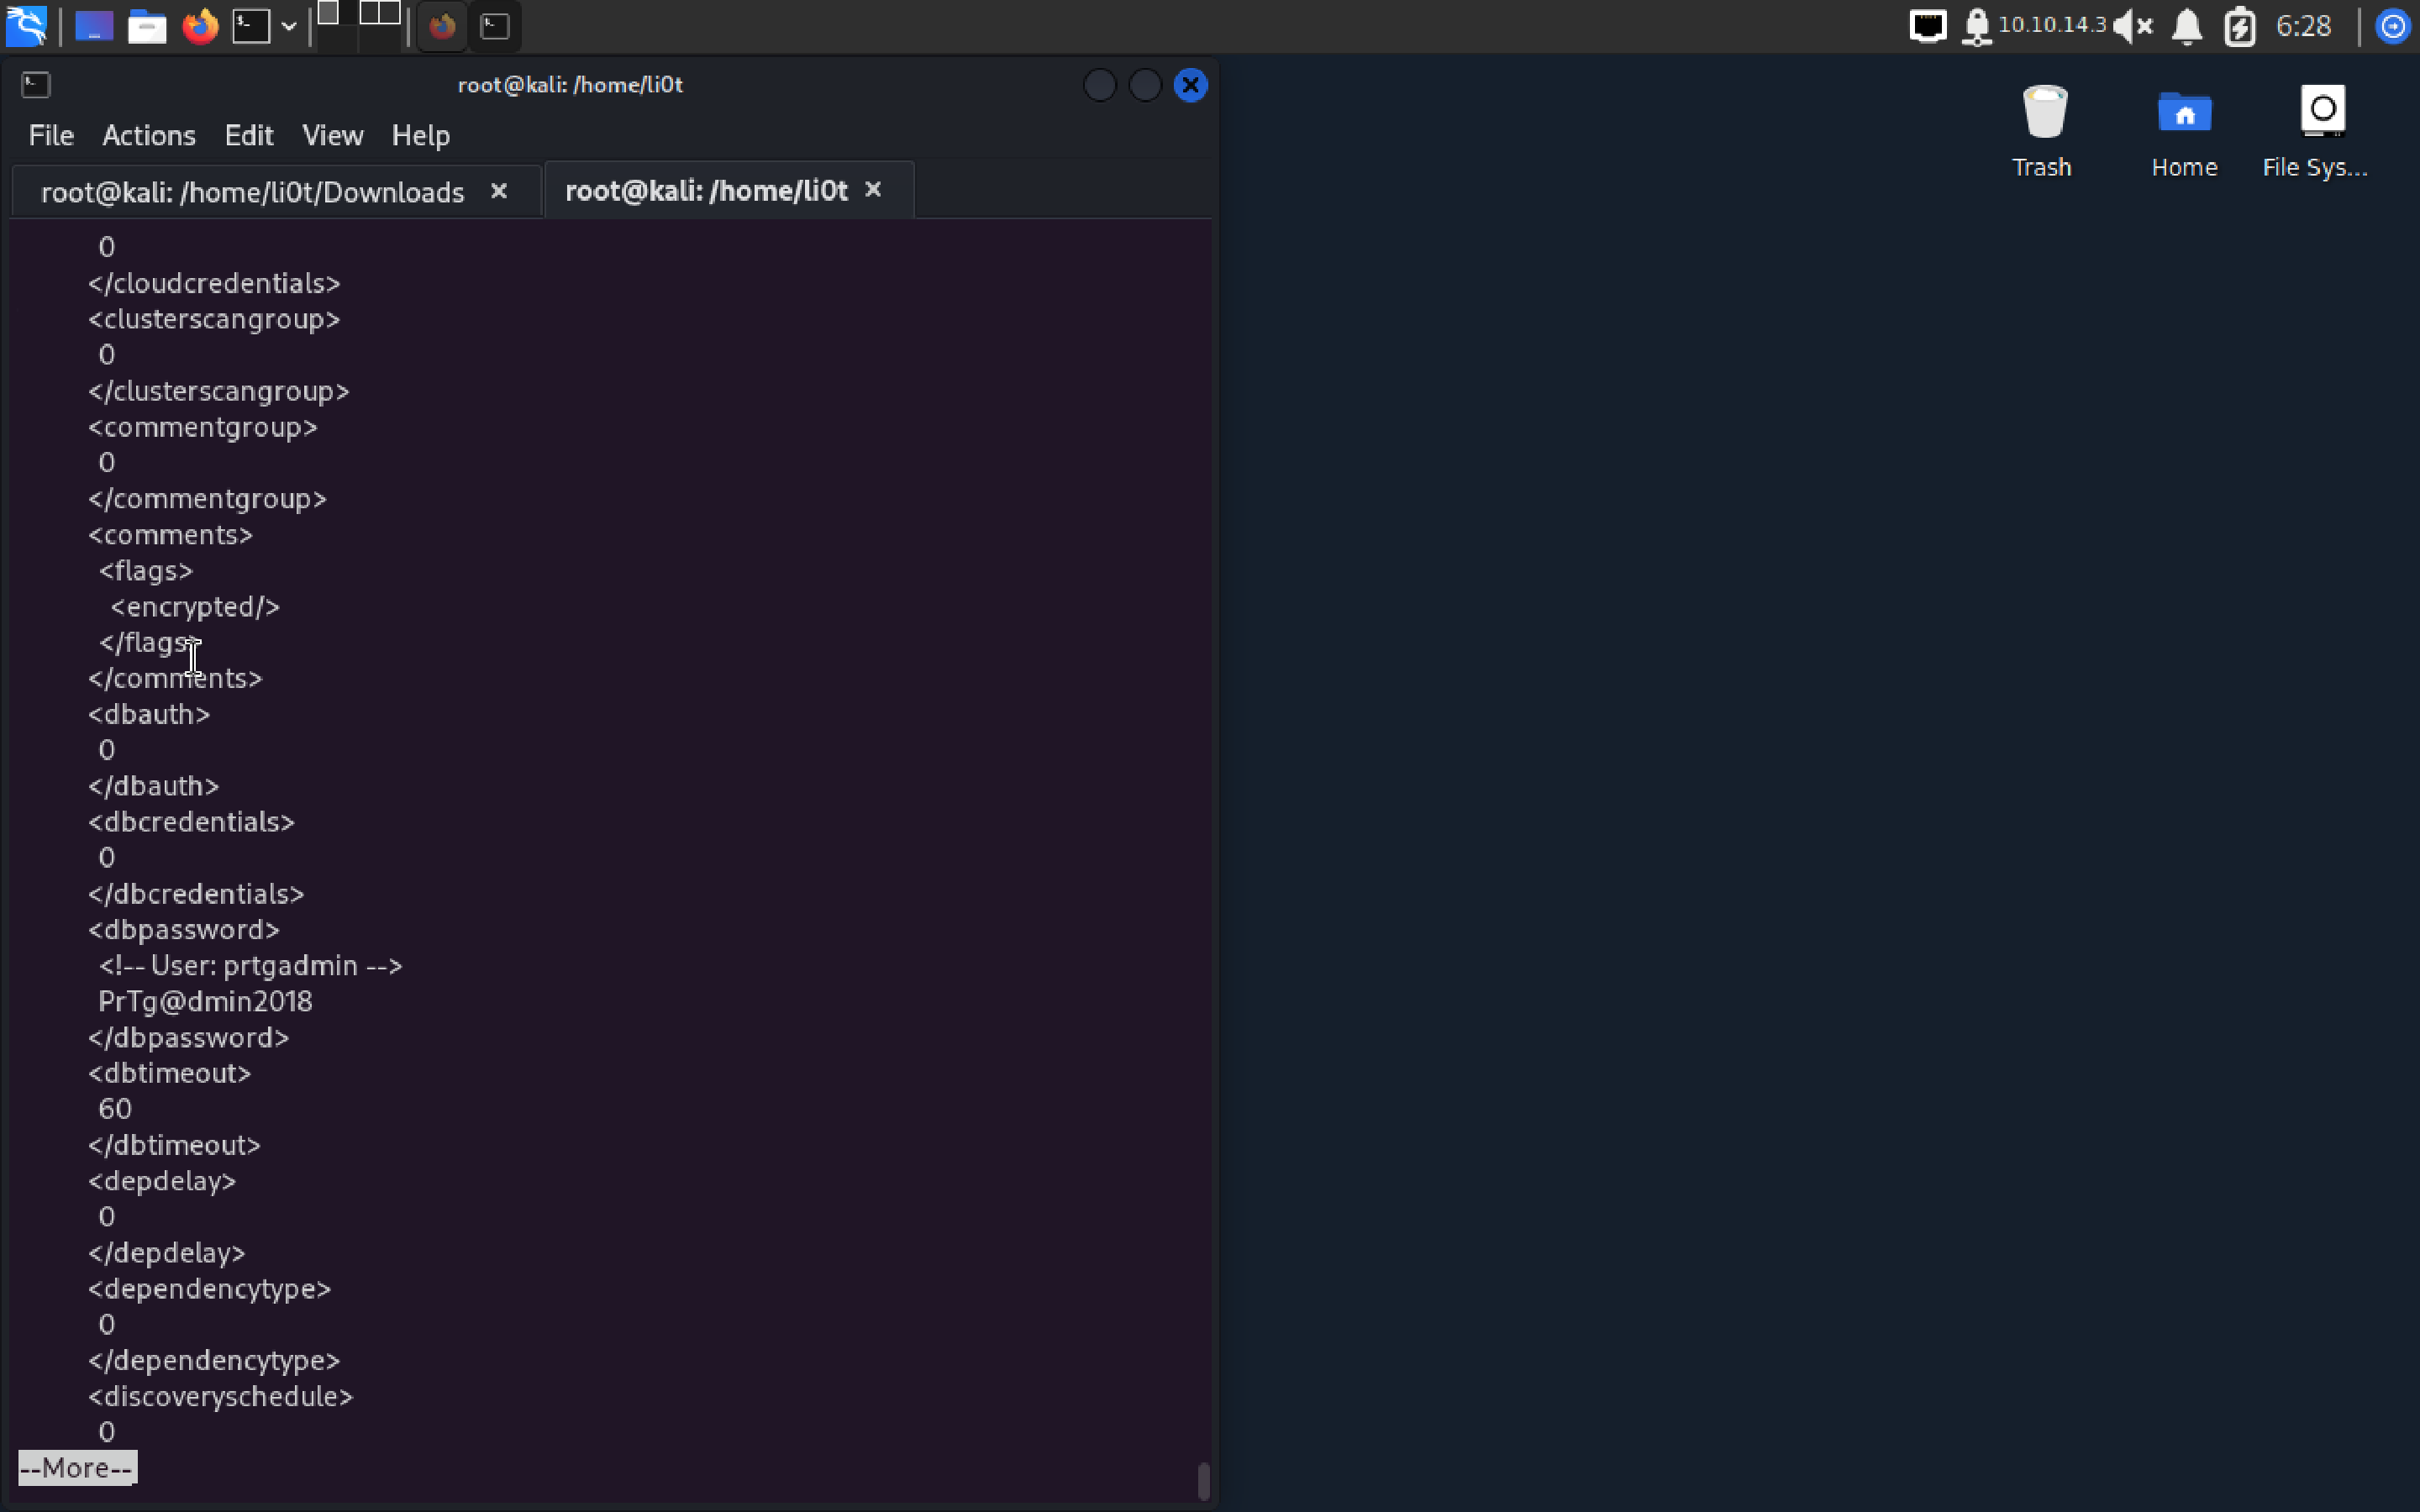 10.10.14.3
6:28
root@kali: /home/li0t
File Actions Edit View Help
root@kali: /home/li0t/Downloads
root@kali: /home/li0t
Trash
Home
File Sys...
0
</cloudcredentials>
<clusterscangroup>
0
</clusterscangroup>
<commentgroup>
0
</commentgroup>
<comments>
<flags>
<encrypted/>
</flags>
</comments>
<dbauth>
0
</dbauth>
<dbcredentials>
0
</dbcredentials>
<dbpassword>
<!-- User: prtgadmin -->
PrTg@dmin2018
</dbpassword>
<dbtimeout>
60
</dbtimeout>
<depdelay>
0
</depdelay>
<dependencytype>
0
</dependencytype>
<discoveryschedule>
0
--More--